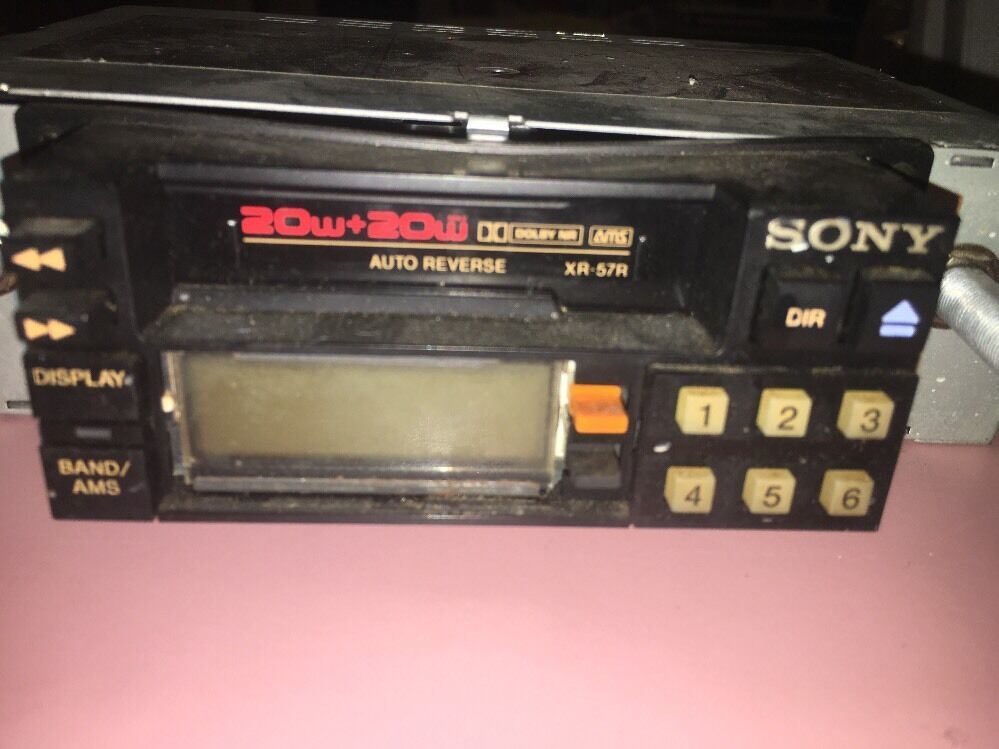 20w+20w DOLBY NR AMS
AUTO REVERSE XR-57R
SONY
DIR
DISPLAY
BAND/
AMS
1 2 3
4 5 6